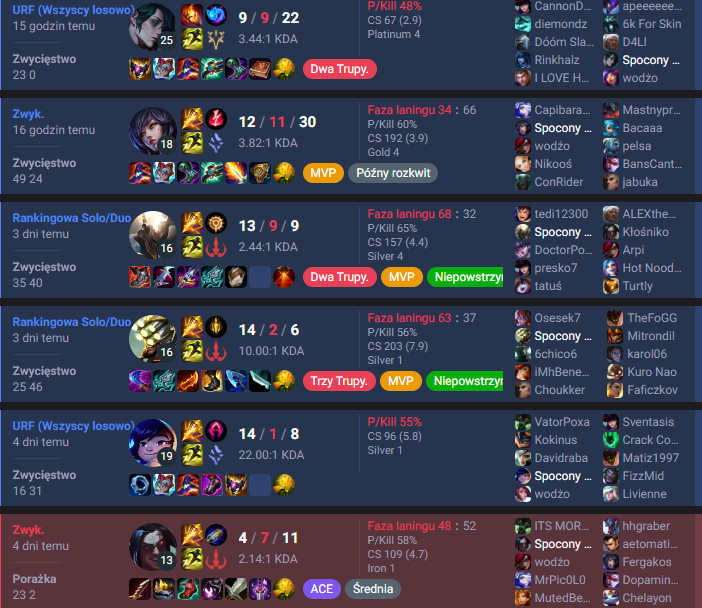 URF (Wszyscy losowo)
15 godzin temu
Zwycięstwo
23 0
25
9 / 9 / 22
3.44:1 KDA
Dwa Trupy.
P/Kill 48%
CS 67 (2.9)
Platinum 4
CannonD...
diemondz
Dóóm Sla...
Rinkhalz
I LOVE H...
apeeeeee...
6k For Skin
D4LI
Spocony ...
wodżo
Zwyk.
16 godzin temu
Zwycięstwo
49 24
18
12 / 11 / 30
3.82:1 KDA
MVP
Późny rozkwit
Faza laningu 34 : 66
P/Kill 60%
CS 192 (3.9)
Gold 4
Capibara...
Spocony ...
wodżo
Nikooś
ConRider
Mastnypr...
Bacaaa
pelsa
BansCant...
jabuka
Rankingowa Solo/Duo
3 dni temu
Zwycięstwo
35 40
16
13 / 9 / 9
2.44:1 KDA
Dwa Trupy.
MVP
Niepowstrzyr
Faza laningu 68 : 32
P/Kill 65%
CS 157 (4.4)
Silver 4
tedi12300
Spocony ...
DoctorPo...
presko7
tatuś
ALEXthe...
Kłośniko
Arpi
Hot Nood...
Turtly
Rankingowa Solo/Duo
3 dni temu
Zwycięstwo
25 46
16
14 / 2 / 6
10.00:1 KDA
Trzy Trupy.
MVP
Niepowstrzyr
Faza laningu 63 : 37
P/Kill 56%
CS 203 (7.9)
Silver 1
Osesek7
Spocony ...
6chico6
iMhBene...
Choukker
TheFoGG
Mitrondil
karol06
Kuro Nao
Faficzkov
URF (Wszyscy losowo)
4 dni temu
Zwycięstwo
16 31
19
14 / 1 / 8
22.00:1 KDA
P/Kill 55%
CS 96 (5.8)
Silver 1
VatorPoxa
Kokinus
Davidraba
Spocony ...
wodżo
Sventasis
Crack Co...
Matiz1997
FizzMid
Livienne
Zwyk.
4 dni temu
Porażka
23 2
13
4 / 7 / 11
2.14:1 KDA
ACE
Średnia
Faza laningu 48 : 52
P/Kill 58%
CS 109 (4.7)
Iron 1
ITS MOR...
Spocony ...
wodżo
MrPic0L0
MutedBe...
hhgraber
aetomati...
Fergakos
Dopamin...
Chelayon